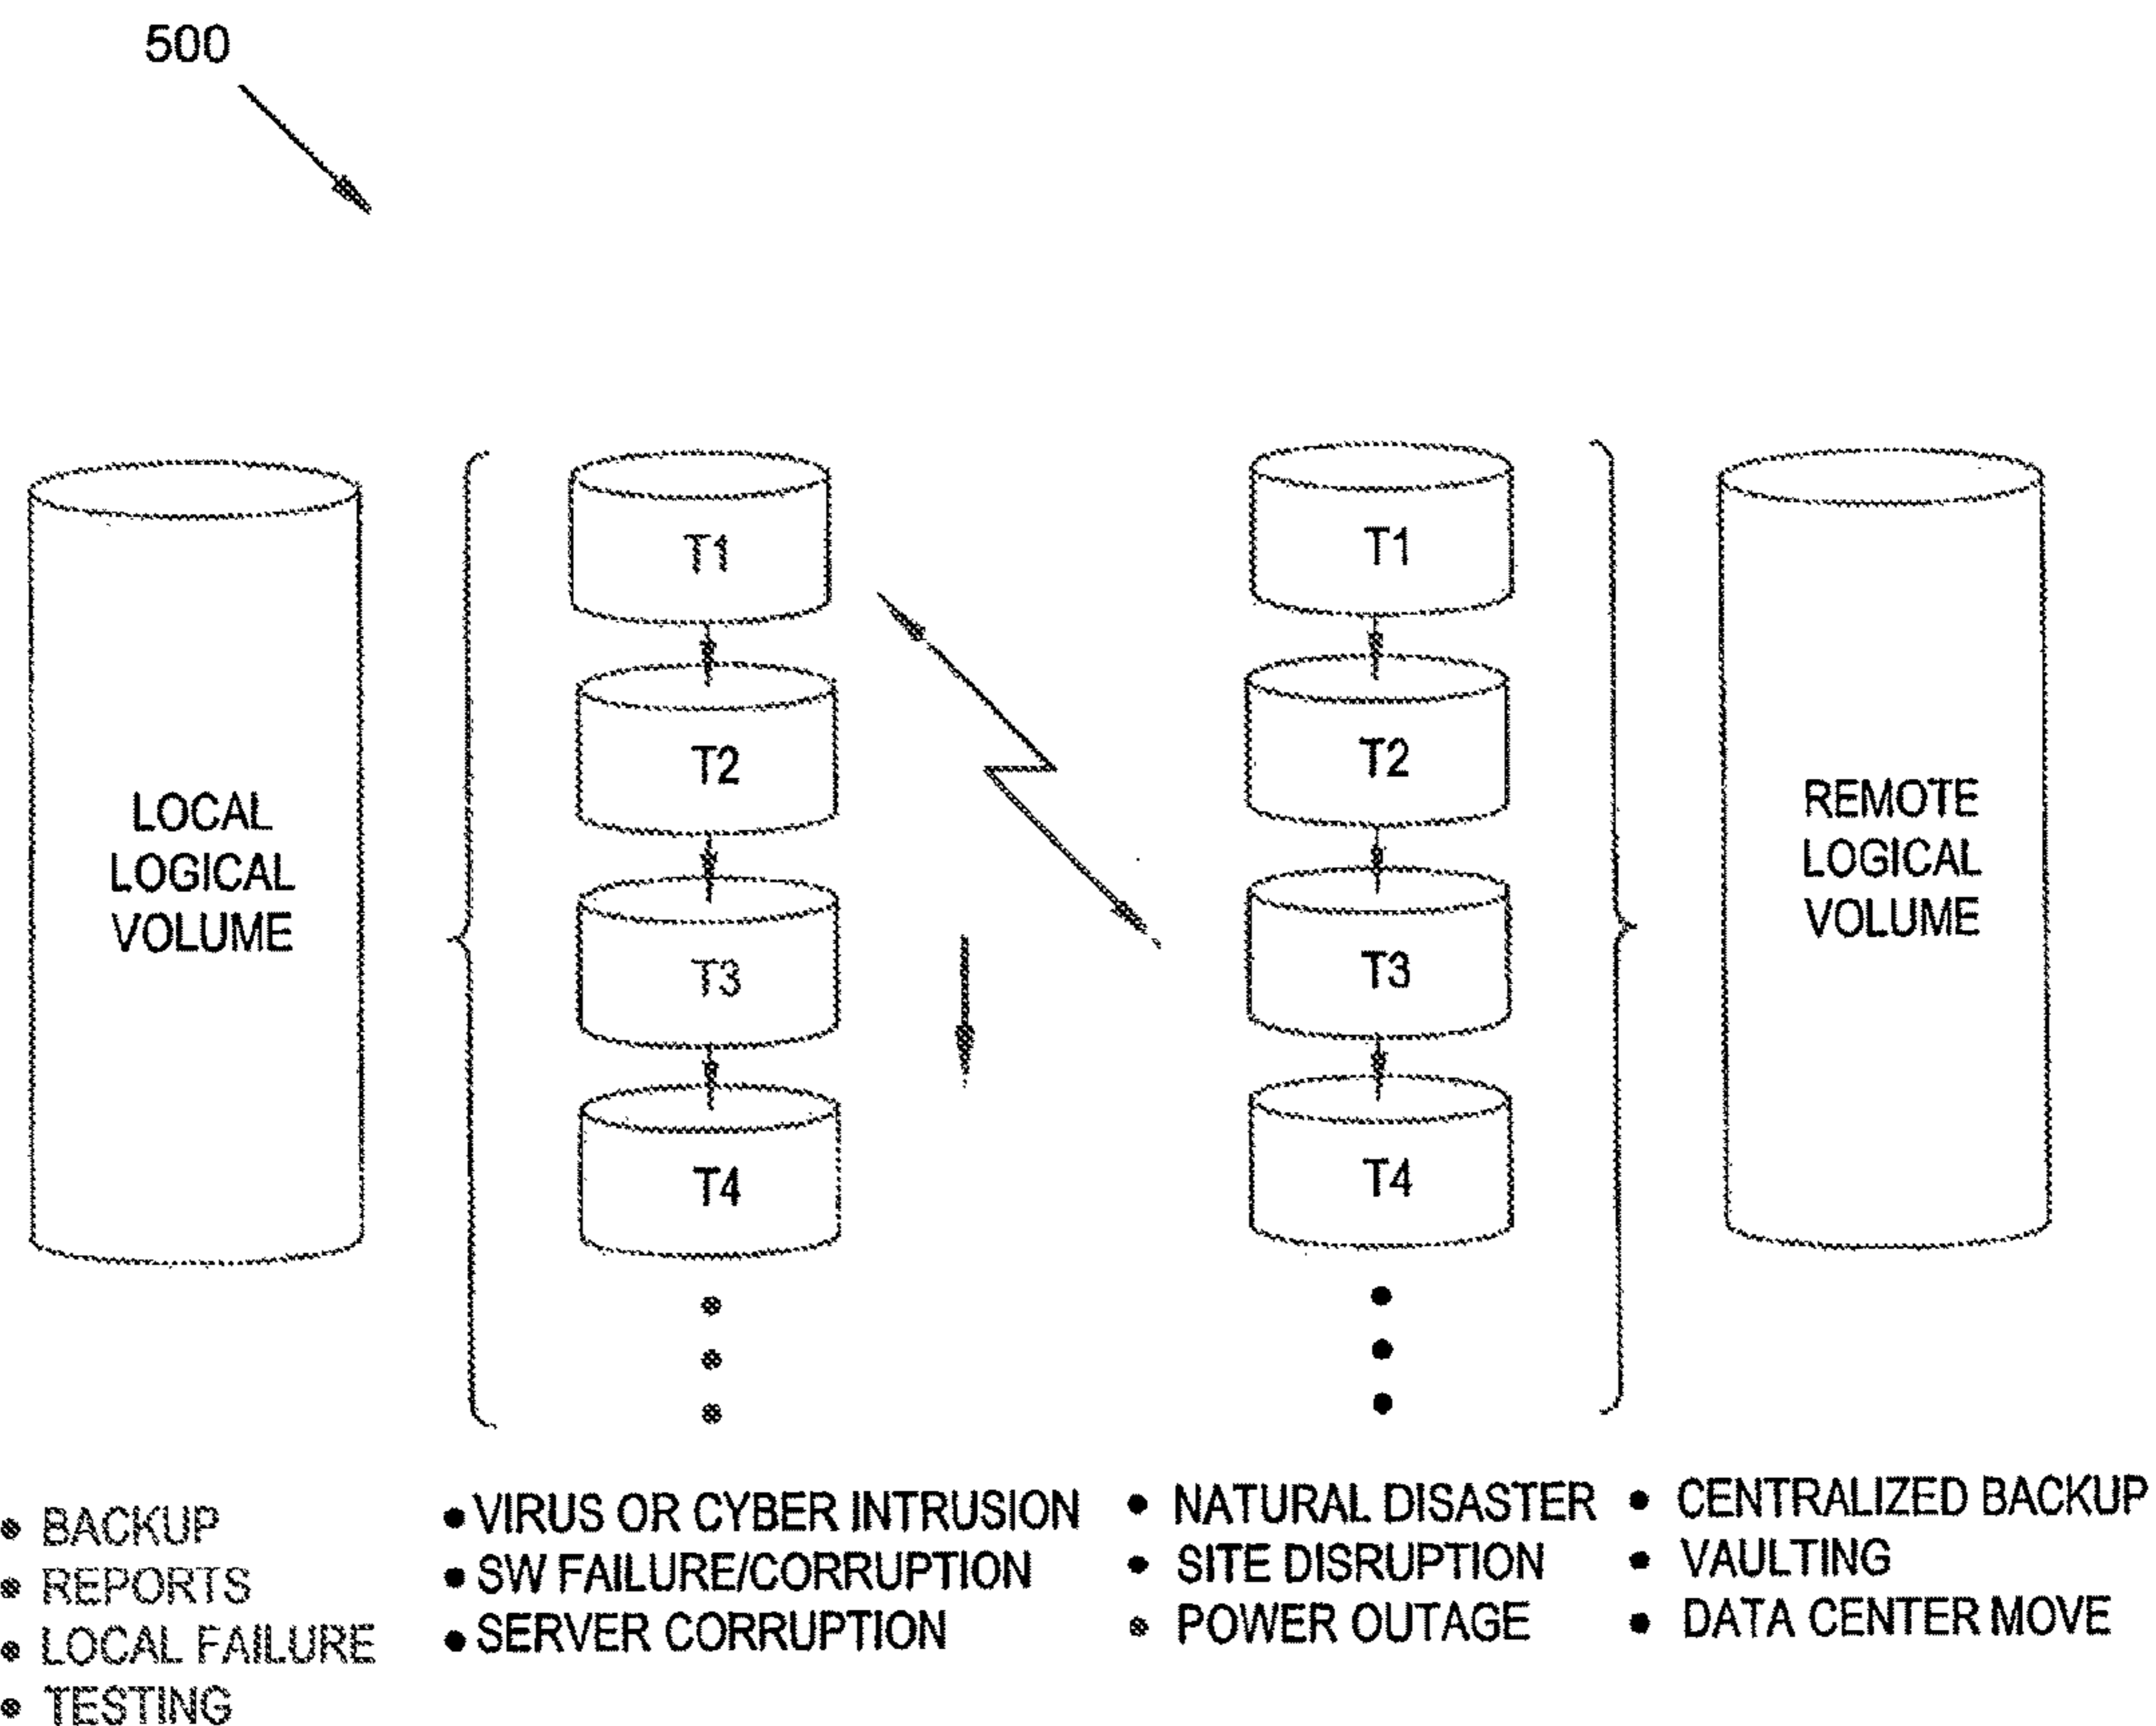 500
LOCAL
LOGICAL
VOLUME
T1
T2
T3
T4
T1
T2
T3
T4
REMOTE
LOGICAL
VOLUME
• BACKUP
• REPORTS
• LOCAL FAILURE
• TESTING
• VIRUS OR CYBER INTRUSION
• SW FAILURE/CORRUPTION
• SERVER CORRUPTION
• NATURAL DISASTER
• SITE DISRUPTION
• POWER OUTAGE
• CENTRALIZED BACKUP
• VAULTING
• DATA CENTER MOVE